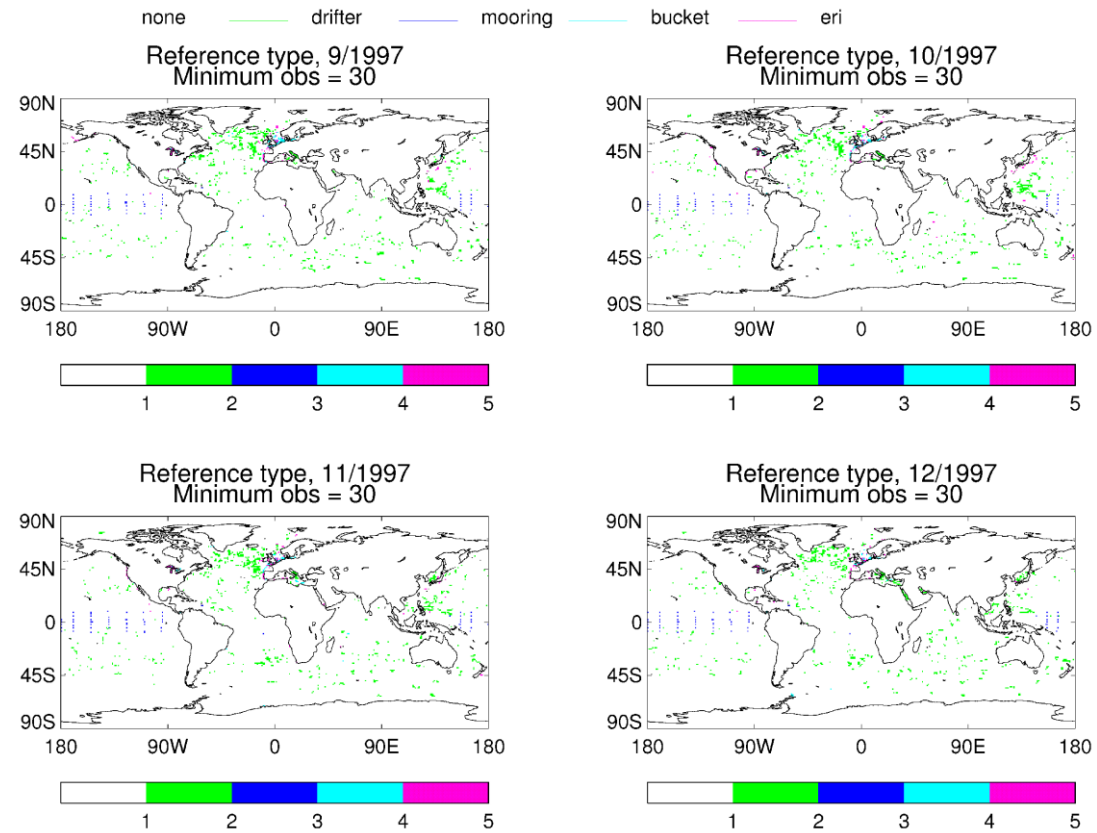 none drifter mooring bucket eri
Reference type, 9/1997
Minimum obs = 30
90N
45N
0
45S
90S
180 90W 0 90E 180
1 2 3 4 5
Reference type, 10/1997
Minimum obs = 30
90N
45N
0
45S
90S
180 90W 0 90E 180
1 2 3 4 5
Reference type, 11/1997
Minimum obs = 30
90N
45N
0
45S
90S
180 90W 0 90E 180
1 2 3 4 5
Reference type, 12/1997
Minimum obs = 30
90N
45N
0
45S
90S
180 90W 0 90E 180
1 2 3 4 5